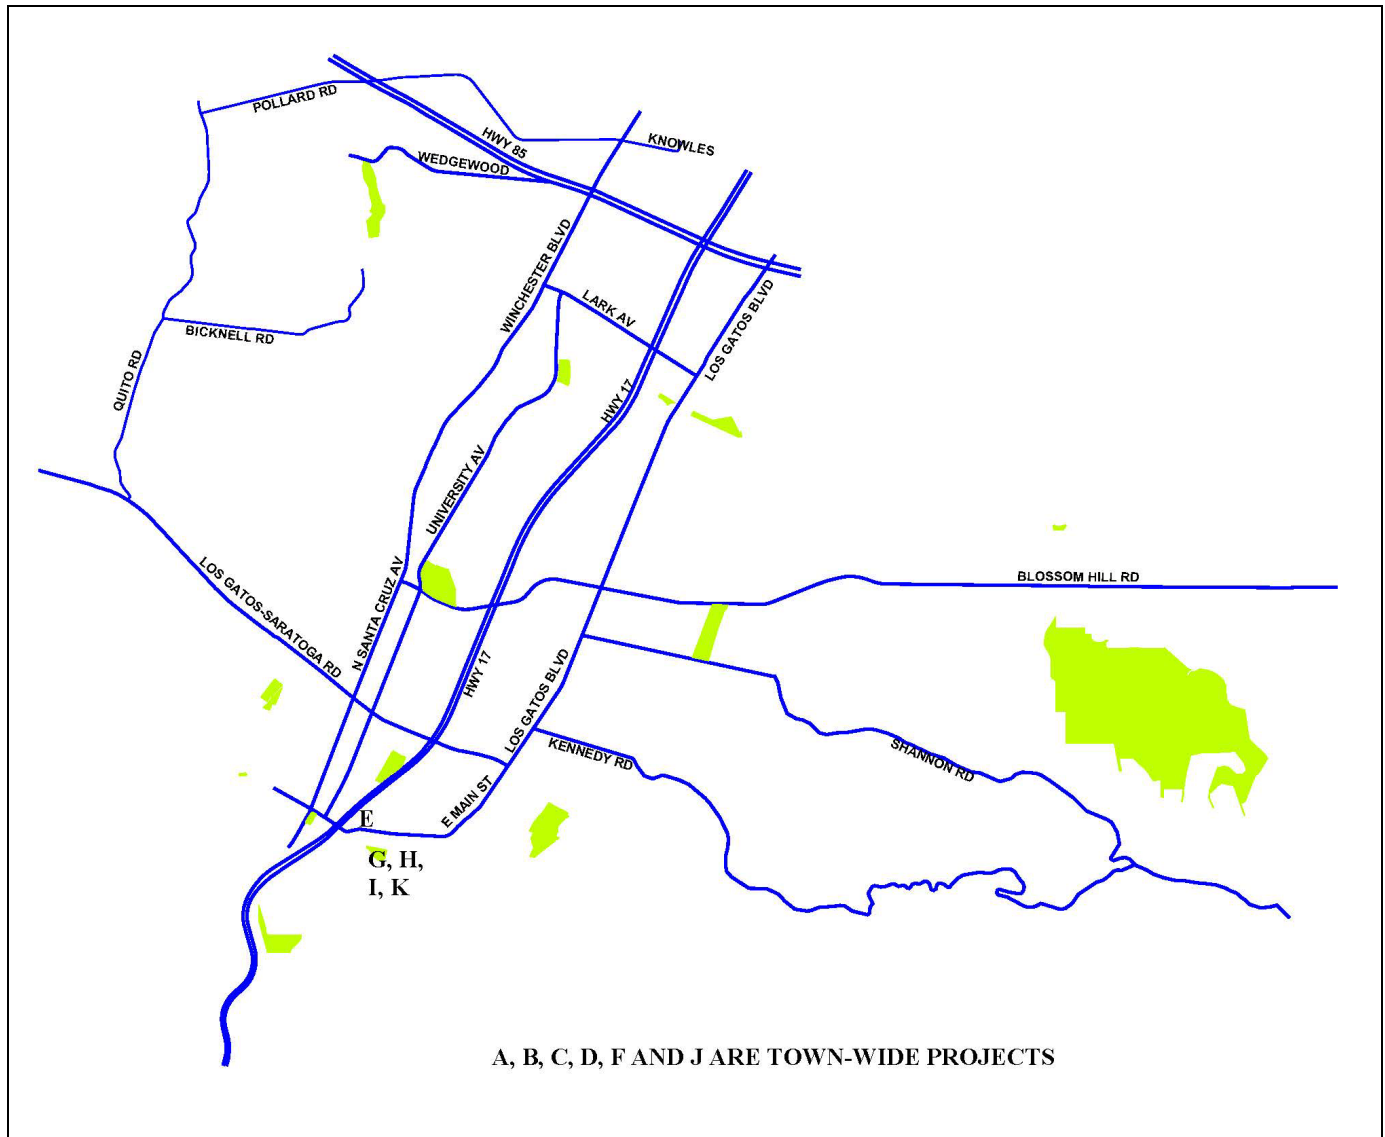 POLLARD RD
HWY 85
KNOWLES
WEDGEWOOD
WINCHESTER BLVD
LARK AV
LOS GATOS BLVD
BICKNELL RD
QUITO RD
HWY 17
UNIVERSITY AV
LOS GATOS-SARATOGA RD
N SANTA CRUZ AV
BLOSSOM HILL RD
HWY 17
LOS GATOS BLVD
KENNEDY RD
SHANNON RD
E MAIN ST
E
G, H,
I, K
A, B, C, D, F AND J ARE TOWN-WIDE PROJECTS